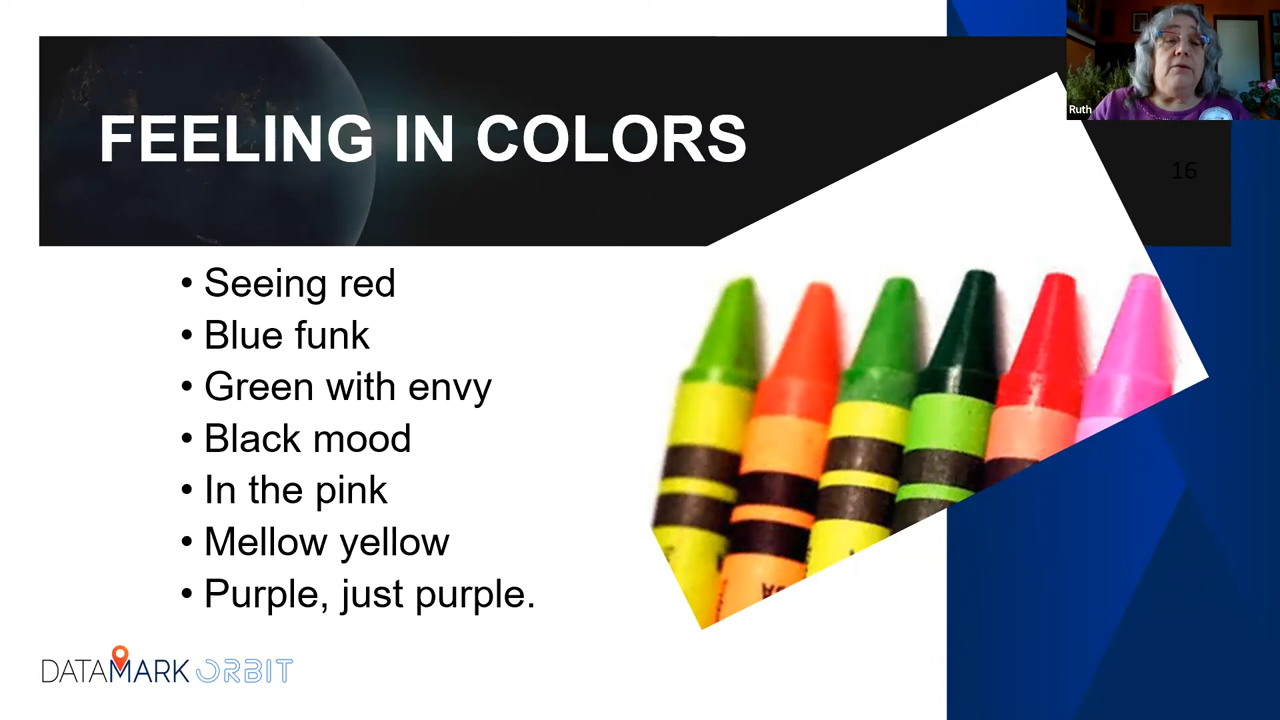 Ruth
FEELING IN COLORS
16
• Seeing red
• Blue funk
• Green with envy
• Black mood
• In the pink
• Mellow yellow
• Purple, just purple.
DATAMARK ORBIT